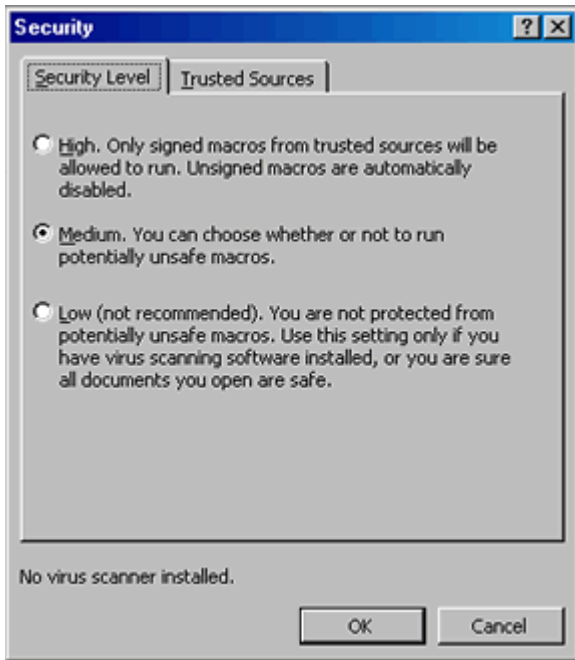 Security
Security Level Trusted Sources
High. Only signed macros from trusted sources will be
allowed to run. Unsigned macros are automatically
disabled.
Medium. You can choose whether or not to run
potentially unsafe macros.
Low (not recommended). You are not protected from
potentially unsafe macros. Use this setting only if you
have virus scanning software installed, or you are sure
all documents you open are safe.
No virus scanner installed.
OK Cancel